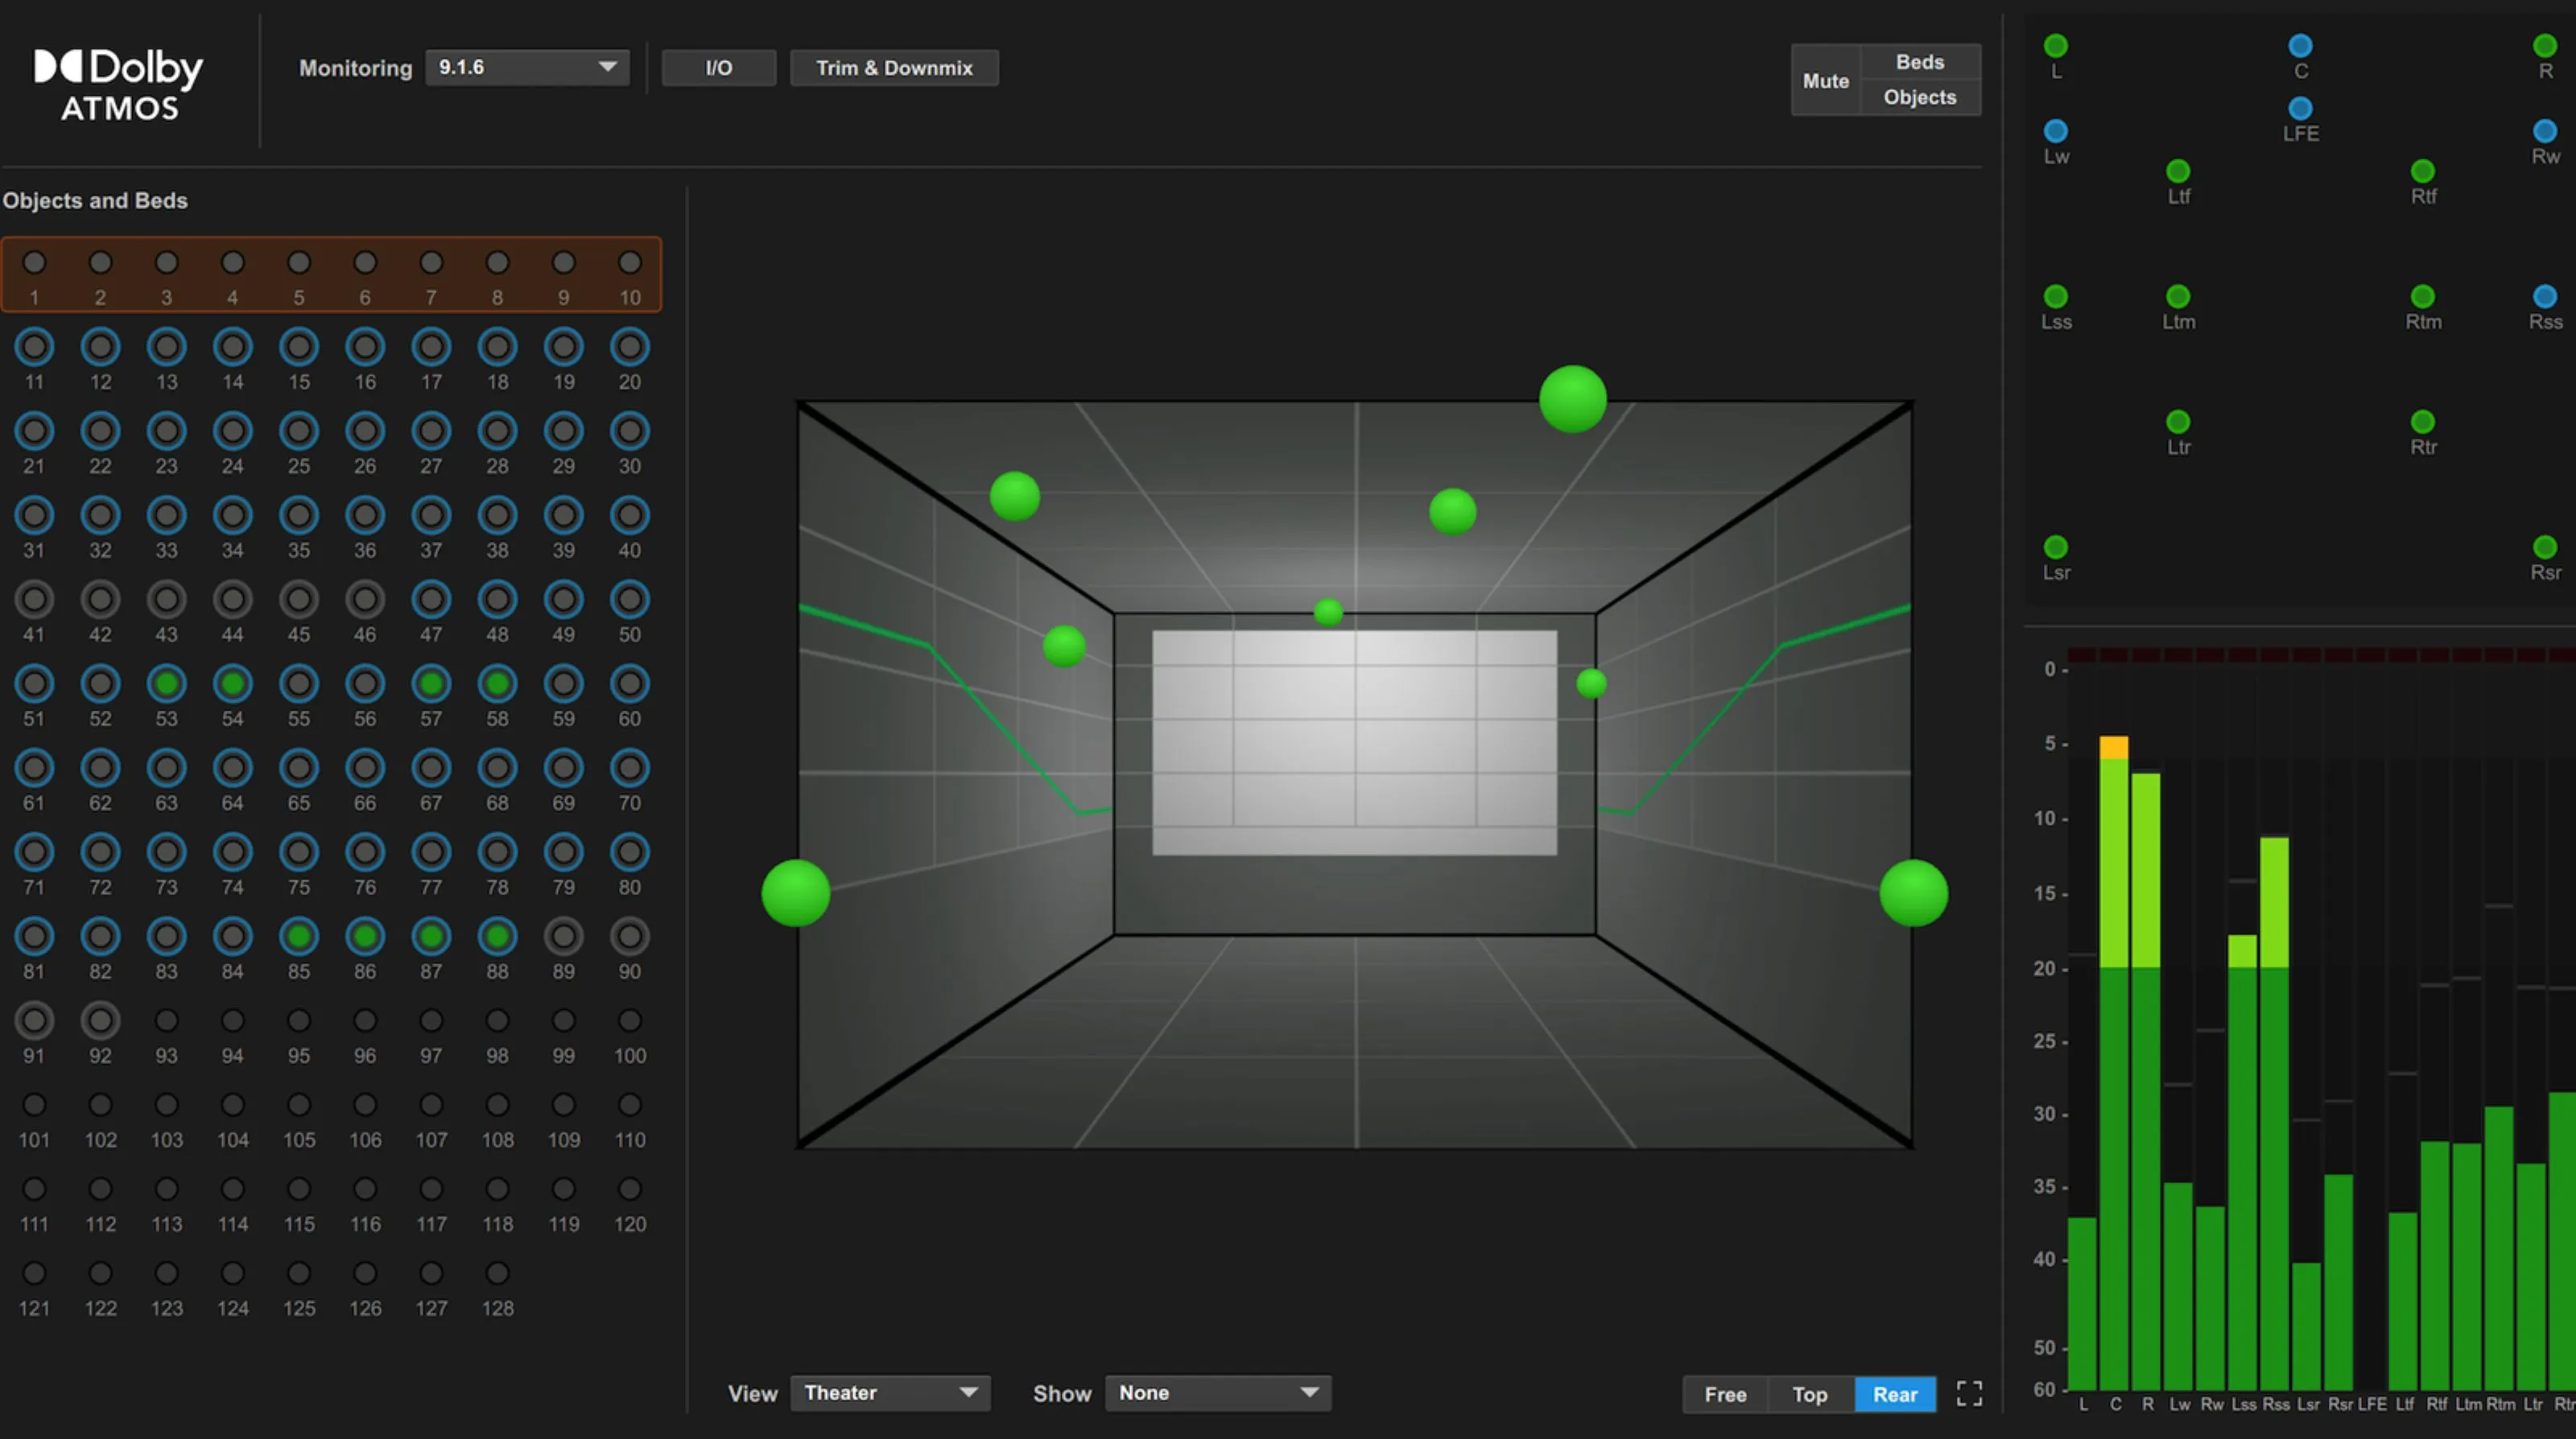 Dolby
ATMOS
Monitoring 9.1.6 I/O Trim & Downmix
Mute Beds
Objects
Objects and Beds
1 2 3 4 5 6 7 8 9 10
11 12 13 14 15 16 17 18 19 20
21 22 23 24 25 26 27 28 29 30
31 32 33 34 35 36 37 38 39 40
41 42 43 44 45 46 47 48 49 50
51 52 53 54 55 56 57 58 59 60
61 62 63 64 65 66 67 68 69 70
71 72 73 74 75 76 77 78 79 80
81 82 83 84 85 86 87 88 89 90
91 92 93 94 95 96 97 98 99 100
101 102 103 104 105 106 107 108 109 110
111 112 113 114 115 116 117 118 119 120
121 122 123 124 125 126 127 128
View Theater Show None Free Top Rear
L C R
LFE
Lw Rw
Ltf Rtf
Lss Ltm Rtm Rss
Ltr Rtr
Lsr Rsr
0 -
5 -
10 -
15 -
20 -
25 -
30 -
35 -
40 -
50 -
60 -
L C R Lw Rw Lss Rss Lsr Rsr LFE Ltf Rtf Ltm Rtm Ltr Rtr